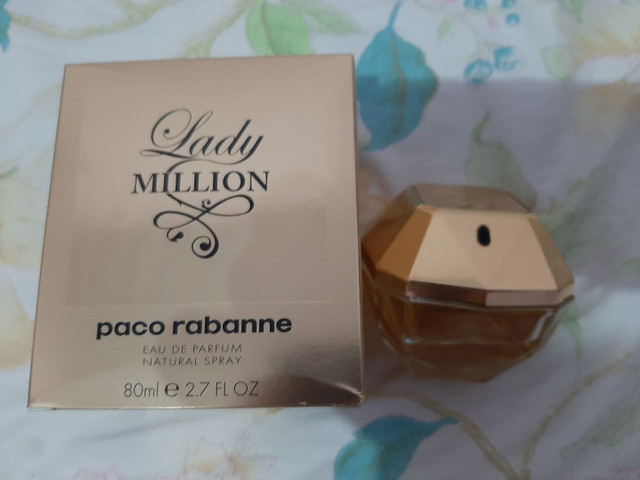 Lady
MILLION
paco rabanne
EAU DE PARFUM
NATURAL SPRAY
80ml e 2.7 FL OZ